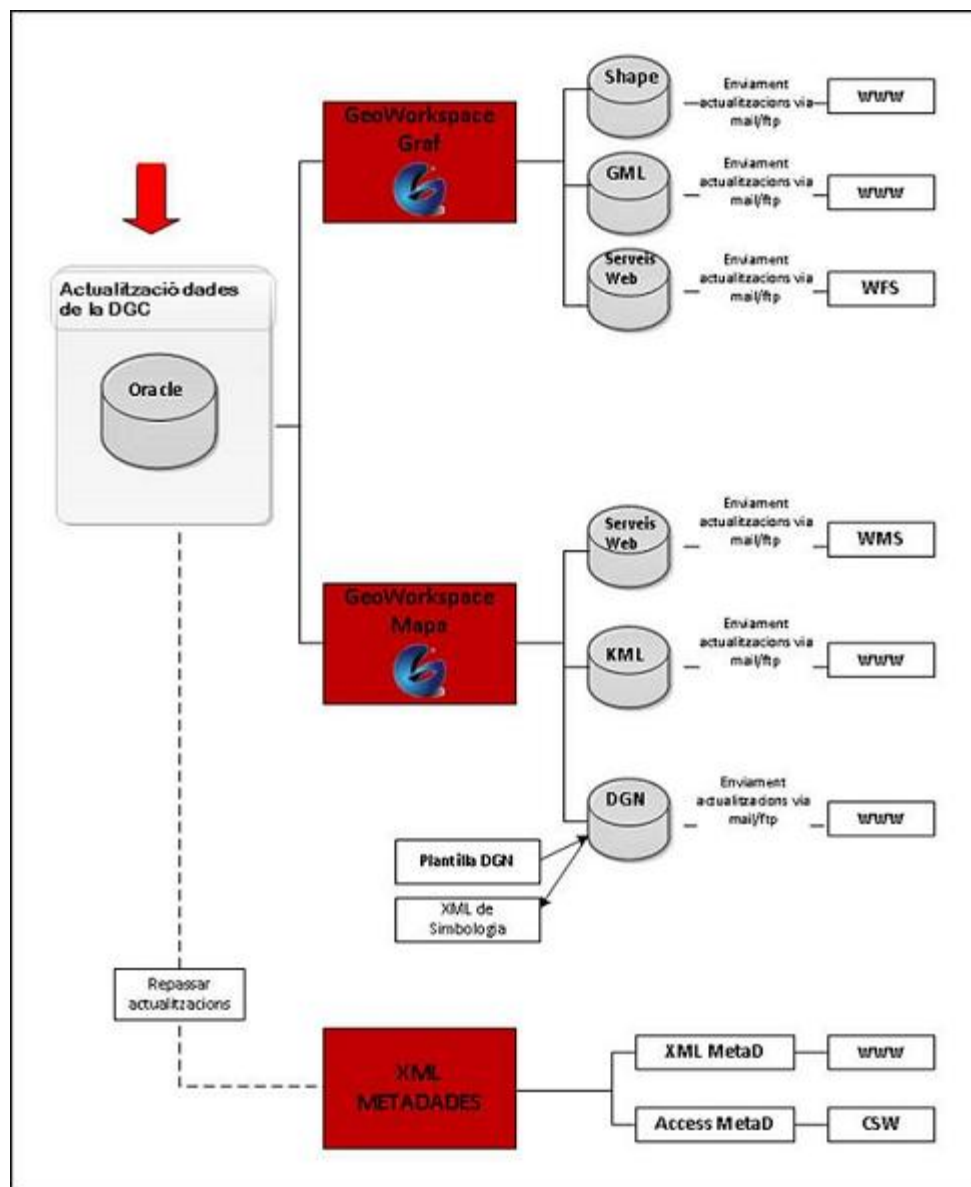 GeoWorkspace
Graf
Shape
Enviament
actualitzacions via
mail/ftp
www
GML
Enviament
actualitzacions via
mail/ftp
www
Serveis
Web
Enviament
actualitzacions via
mail/ftp
WFS
Actualització dades
de la DGC
Oracle
GeoWorkspace
Mapa
Serveis
Web
Enviament
actualitzacions via
mail/ftp
WMS
KML
Enviament
actualitzacions via
mail/ftp
www
DGN
Enviament
actualitzacions via
mail/ftp
www
Plantilla DGN
XML de
Simbologia
Repassar
actualitzacions
XML
METADADES
XML MetaD
www
Access MetaD
CSW